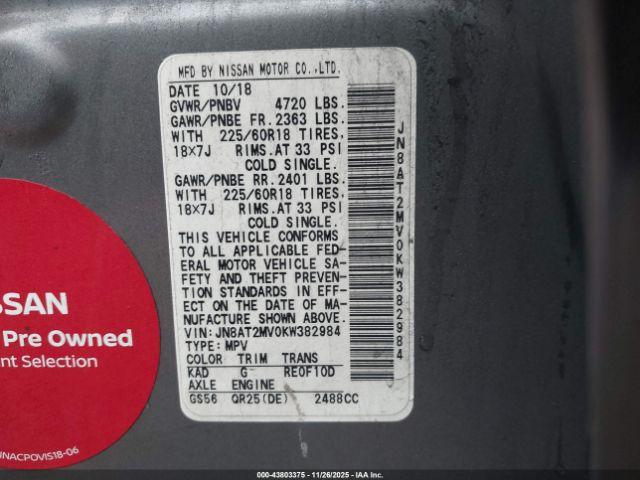 MFD BY NISSAN MOTOR CO.,LTD.
DATE 10/18
GVWR/PNBV 4720 LBS.
GAWR/PNBE FR. 2363 LBS.
WITH 225/60R18 TIRES,
18×7J RIMS. AT 33 PSI
COLD SINGLE.
GAWR/PNBE RR. 2401 LBS.
WITH 225/60R18 TIRES,
18×7J RIMS. AT 33 PSI
COLD SINGLE.
THIS VEHICLE CONFORMS
TO ALL APPLICABLE FED-
ERAL MOTOR VEHICLE SA-
FETY AND THEFT PREVEN-
TION STANDARDS IN EFF-
ECT ON THE DATE OF MA-
NUFACTURE SHOWN ABOVE.
VIN: JN8AT2MV0KW382984
TYPE: MPV
COLOR TRIM TRANS
KAD G RE0F10D
AXLE ENGINE
GS56 QR25(DE) 2488CC
JN8AT2MV0KW382984
SSAN
Pre Owned
ent Selection
UNACPOVIS18-06
000-43803375 - 11/26/2025 - IAA Inc.